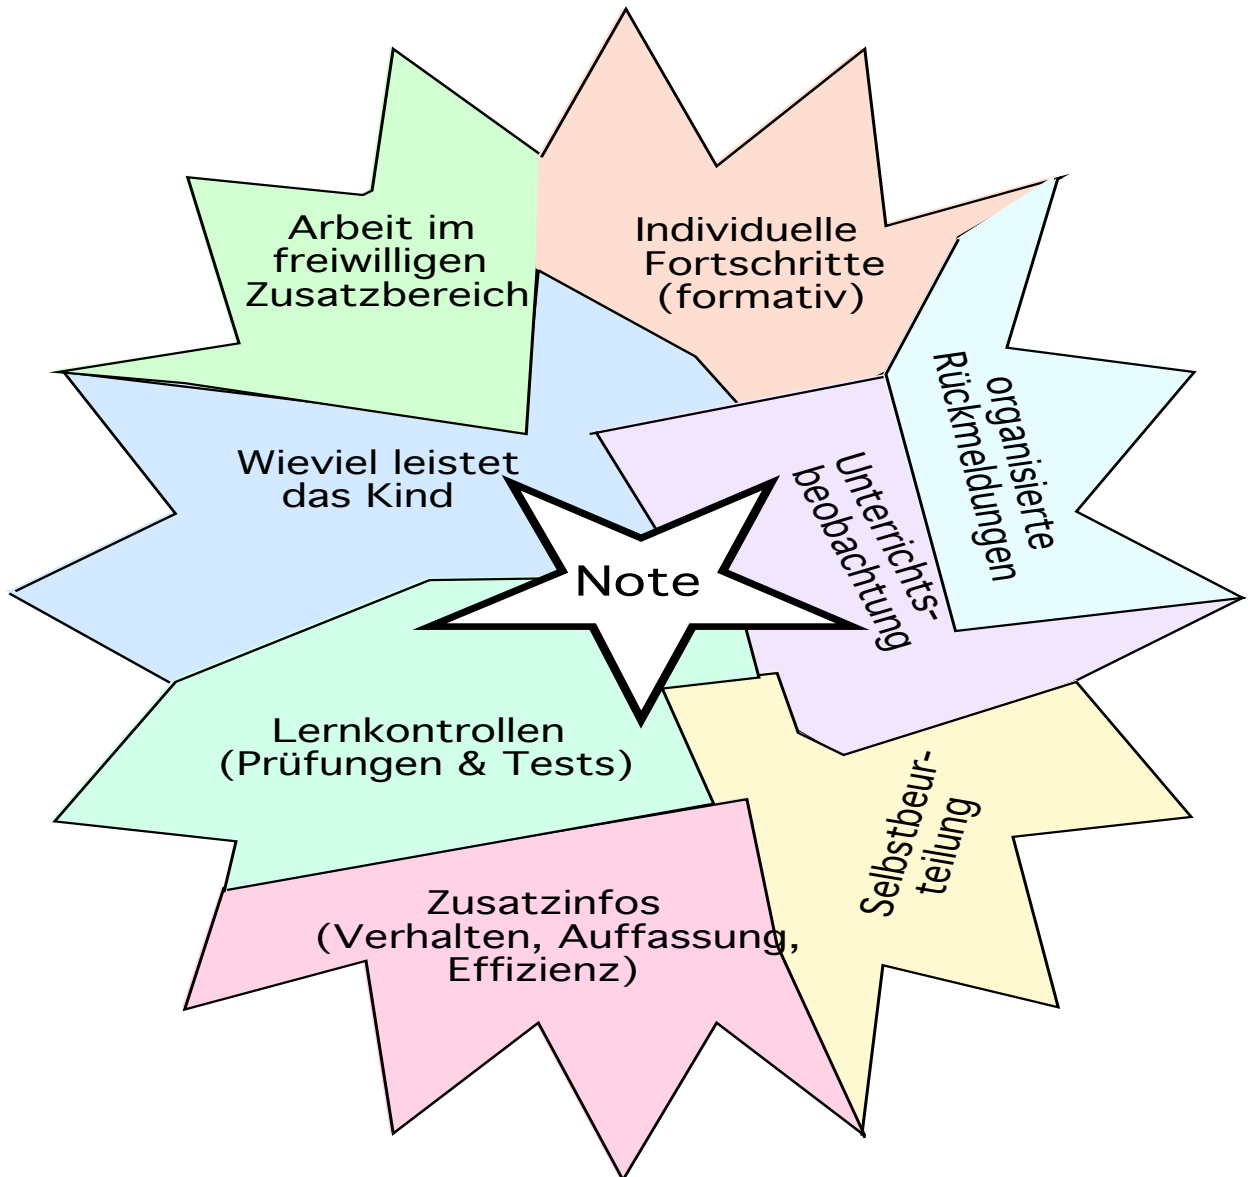 Arbeit im
freiwilligen
Zusatzbereich
Individuelle
Fortschritte
(formativ)
organisierte
Rückmeldungen
Wieviel leistet
das Kind
Unterrichts-
beobachtung
Note
Lernkontrollen
(Prüfungen & Tests)
Selbstbeur-
teilung
Zusatzinfos
(Verhalten, Auffassung,
Effizienz)